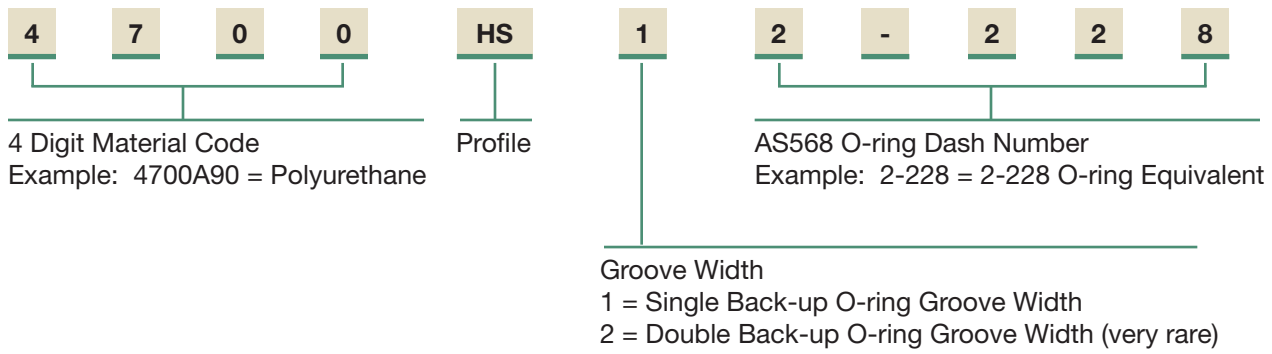 4 7 0 0 HS 1 2 - 2 2 8
4 Digit Material Code
Example: 4700A90 = Polyurethane
Profile
AS568 O-ring Dash Number
Example: 2-228 = 2-228 O-ring Equivalent
Groove Width
1 = Single Back-up O-ring Groove Width
2 = Double Back-up O-ring Groove Width (very rare)